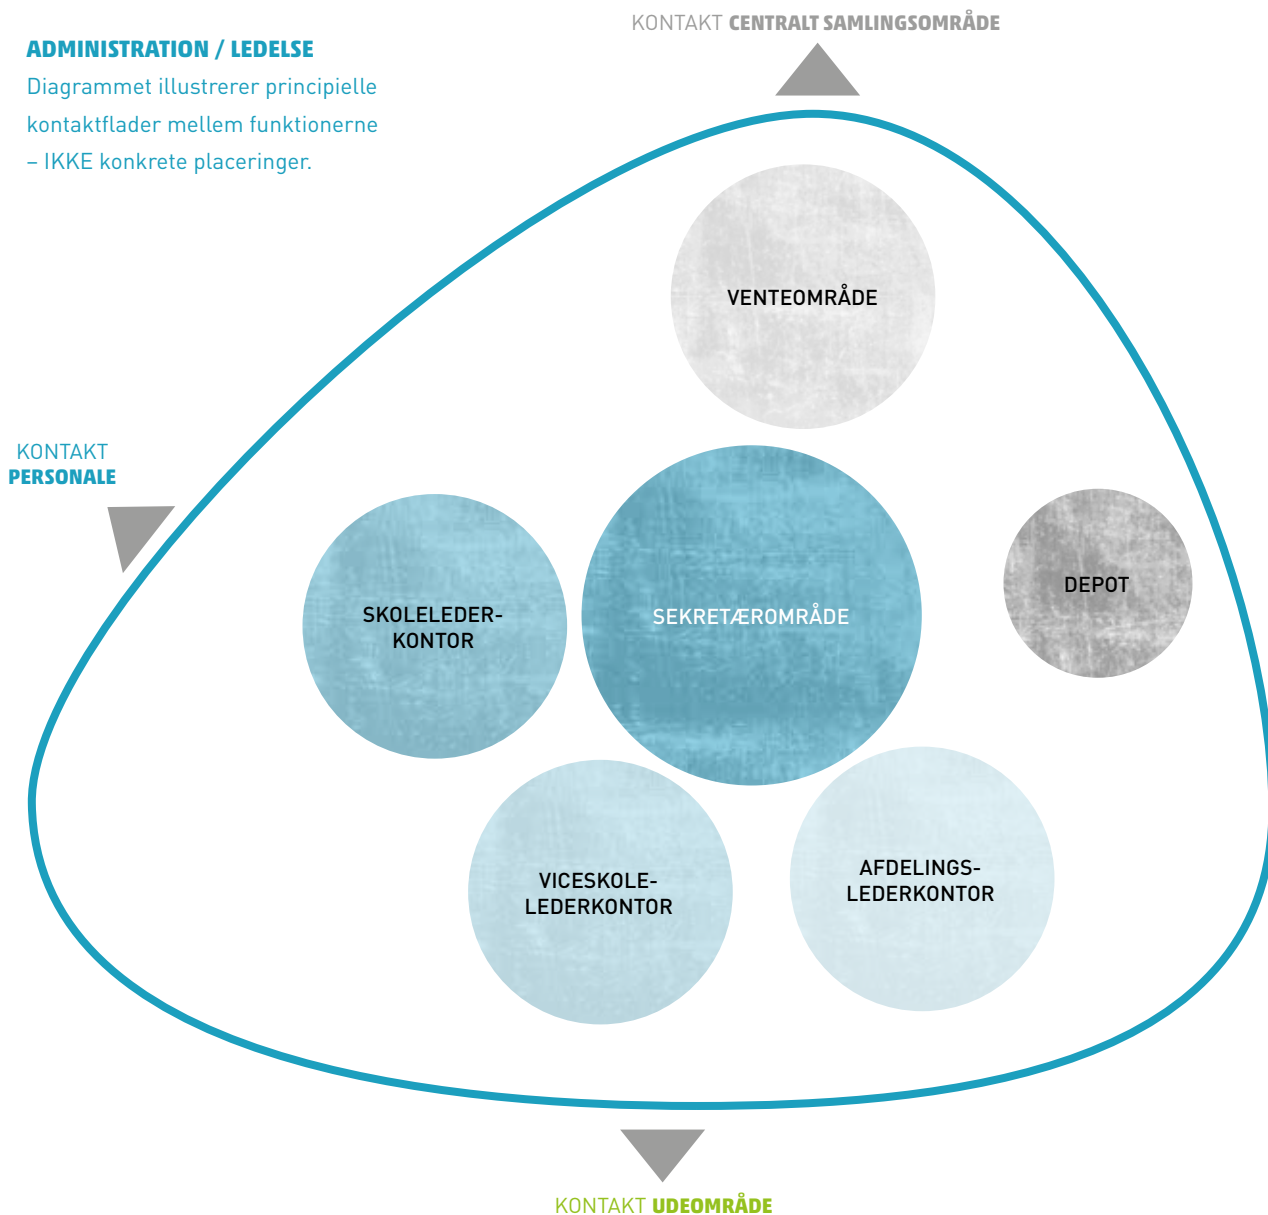 KONTAKT CENTRALT SAMLINGSOMRÅDE
ADMINISTRATION / LEDELSE
Diagrammet illustrerer principielle
kontaktflader mellem funktionerne
– IKKE konkrete placeringer.
VENTEOMRÅDE
KONTAKT
PERSONALE
SKOLELEDER-
KONTOR
SEKRETÆROMRÅDE
DEPOT
VICESKOLE-
LEDERKONTOR
AFDELINGS-
LEDERKONTOR
KONTAKT UDEOMRÅDE